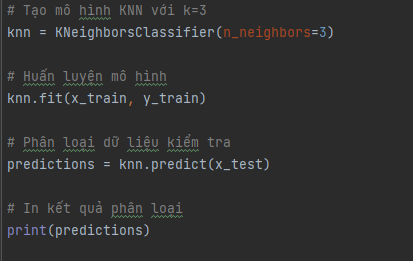 # Tạo mô hình KNN với k=3
knn = KNeighborsClassifier(n_neighbors=3)
# Huấn luyện mô hình
knn.fit(x_train, y_train)
# Phân loại dữ liệu kiểm tra
predictions = knn.predict(x_test)
# In kết quả phân loại
print(predictions)